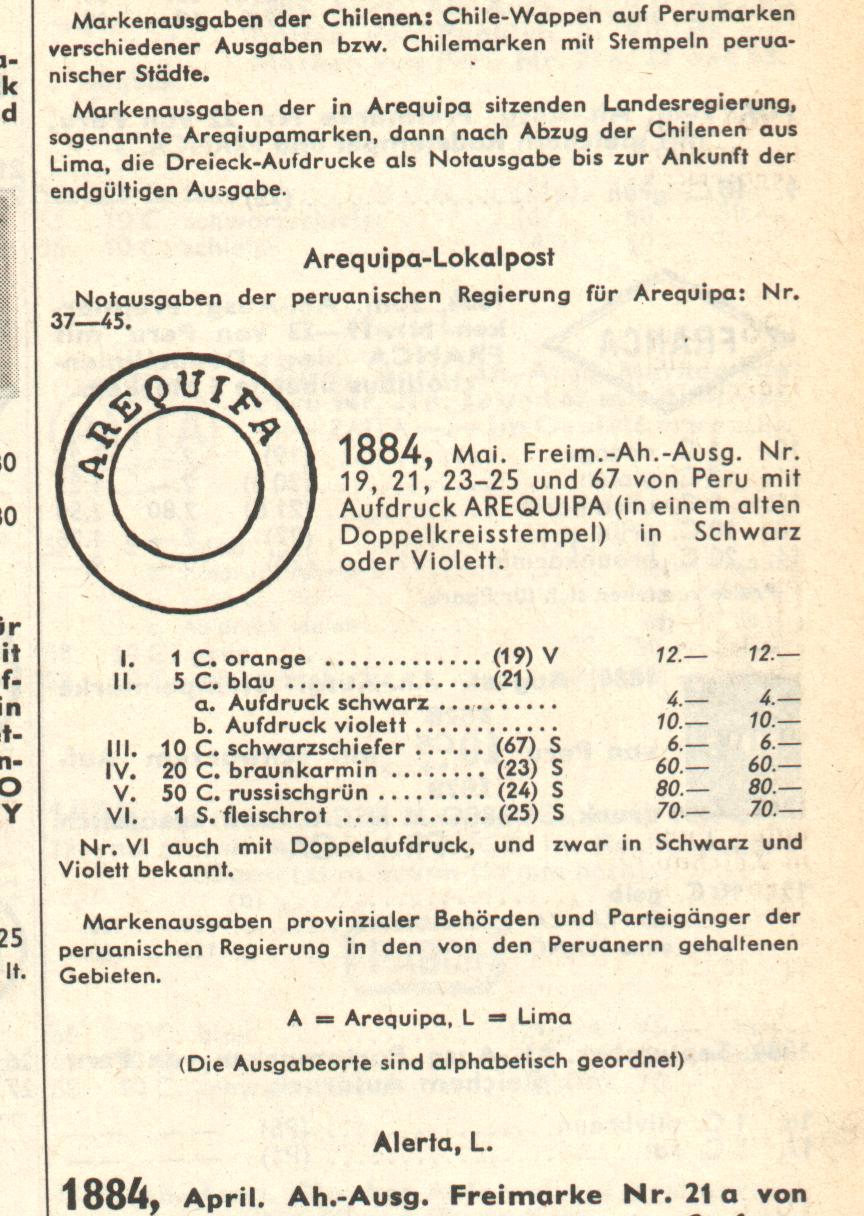 Markenausgaben der Chilenen: Chile-Wappen auf Perumarken
verschiedener Ausgaben bzw. Chilemarken mit Stempeln perua-
nischer Städte.
Markenausgaben der in Arequipa sitzenden Landesregierung,
sogenannte Areqiupamarken, dann nach Abzug der Chilenen aus
Lima, die Dreieck-Aufdrucke als Notausgabe bis zur Ankunft der
endgültigen Ausgabe.
Arequipa-Lokalpost
Notausgaben der peruanischen Regierung für Arequipa: Nr.
37—45.
AREQUIFA
1884, Mai. Freim.-Ah.-Ausg. Nr.
19, 21, 23–25 und 67 von Peru mit
Aufdruck AREQUIPA (in einem alten
Doppelkreisstempel) in Schwarz
oder Violett.
I. 1 C. orange .............. (19) V 12.— 12.—
II. 5 C. blau ................. (21)
a. Aufdruck schwarz .......... 4.— 4.—
b. Aufdruck violett ............ 10.— 10.—
III. 10 C. schwarzschiefer ...... (67) S 6.— 6.—
IV. 20 C. braunkarmin ........ (23) S 60.— 60.—
V. 50 C. russischgrün ......... (24) S 80.— 80.—
VI. 1 S. fleischrot ............ (25) S 70.— 70.—
Nr. VI auch mit Doppelaufdruck, und zwar in Schwarz und
Violett bekannt.
Markenausgaben provinzialer Behörden und Parteigänger der
peruanischen Regierung in den von den Peruanern gehaltenen
Gebieten.
A = Arequipa, L = Lima
(Die Ausgabeorte sind alphabetisch geordnet)
Alerta, L.
1884, April. Ah.-Ausg. Freimarke Nr. 21 a von